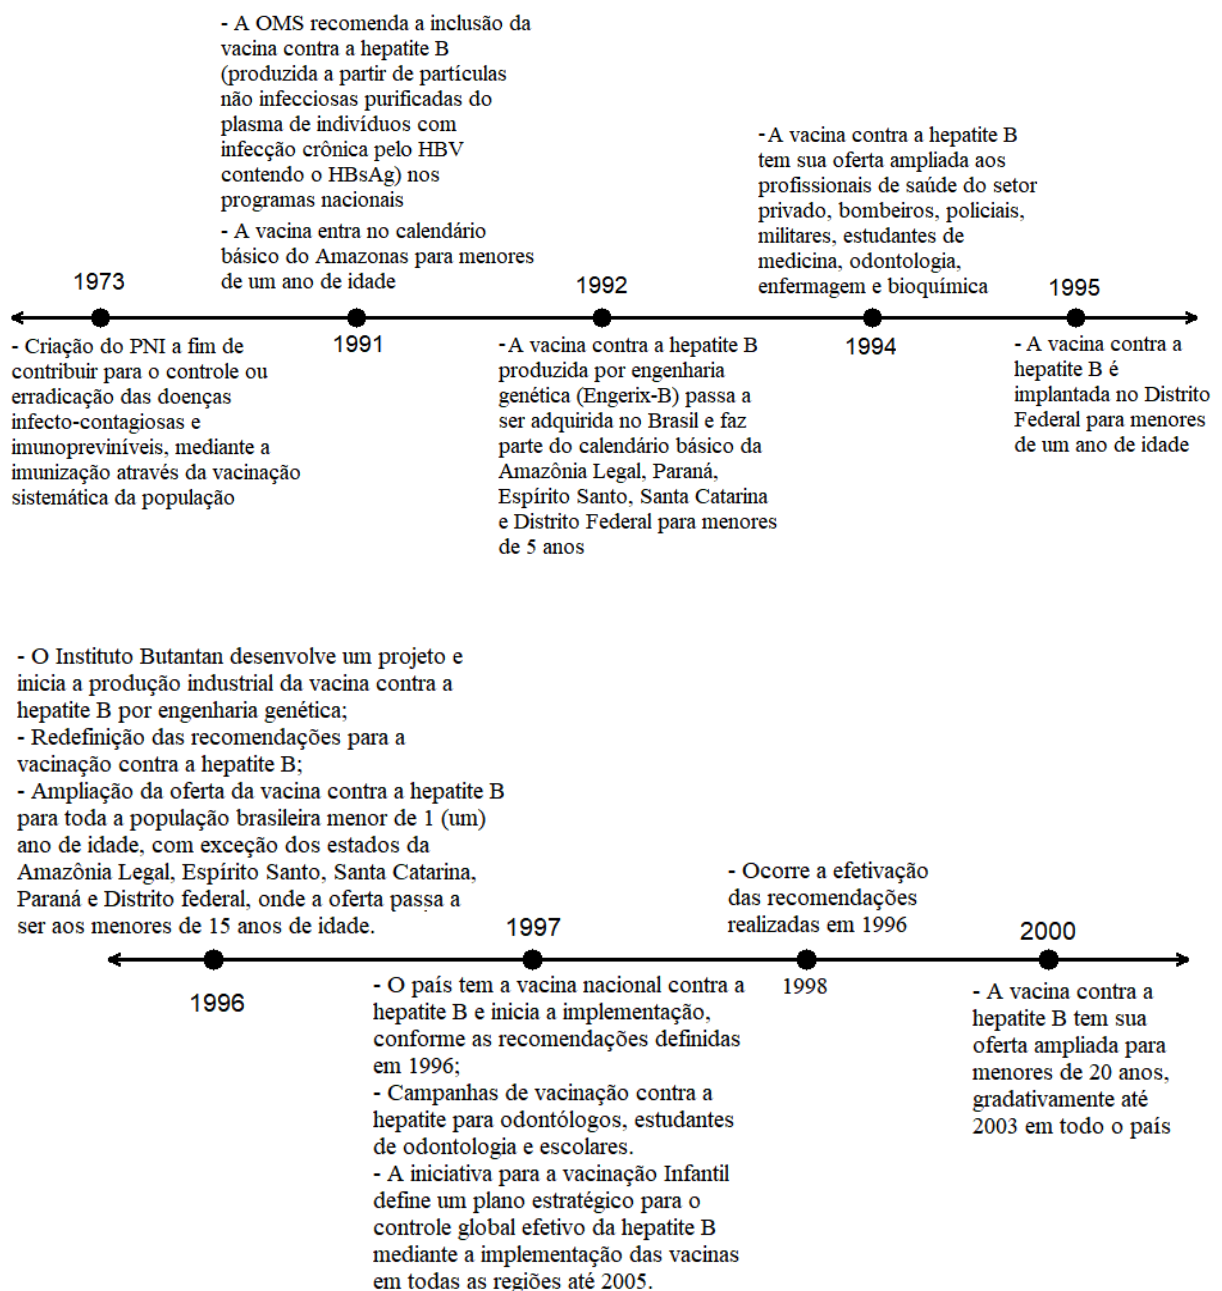 - A OMS recomenda a inclusão da
vacina contra a hepatite B
(produzida a partir de partículas
não infecciosas purificadas do
plasma de indivíduos com
infecção crônica pelo HBV
contendo o HBsAg) nos
programas nacionais
- A vacina entra no calendário
básico do Amazonas para menores
de um ano de idade
- A vacina contra a hepatite B
tem sua oferta ampliada aos
profissionais de saúde do setor
privado, bombeiros, policiais,
militares, estudantes de
medicina, odontologia,
enfermagem e bioquímica
1973
1992
1995
1991
1994
- Criação do PNI a fim de
contribuir para o controle ou
erradicação das doenças
infecto-contagiosas e
imunopreviníveis, mediante a
imunização através da vacinação
sistemática da população
- A vacina contra a hepatite B
produzida por engenharia
genética (Engerix-B) passa a
ser adquirida no Brasil e faz
parte do calendário básico da
Amazônia Legal, Paraná,
Espírito Santo, Santa Catarina
e Distrito Federal para menores
de 5 anos
- A vacina contra a
hepatite B é
implantada no Distrito
Federal para menores
de um ano de idade
- O Instituto Butantan desenvolve um projeto e
inicia a produção industrial da vacina contra a
hepatite B por engenharia genética;
- Redefinição das recomendações para a
vacinação contra a hepatite B;
- Ampliação da oferta da vacina contra a hepatite B
para toda a população brasileira menor de 1 (um)
ano de idade, com exceção dos estados da
Amazônia Legal, Espírito Santo, Santa Catarina,
Paraná e Distrito federal, onde a oferta passa a
ser aos menores de 15 anos de idade.
- Ocorre a efetivação
das recomendações
realizadas em 1996
1997
2000
1996
1998
- O país tem a vacina nacional contra a
hepatite B e inicia a implementação,
conforme as recomendações definidas
em 1996;
- Campanhas de vacinação contra a
hepatite para odontólogos, estudantes
de odontologia e escolares.
- A iniciativa para a vacinação Infantil
define um plano estratégico para o
controle global efetivo da hepatite B
mediante a implementação das vacinas
em todas as regiões até 2005.
- A vacina contra a
hepatite B tem sua
oferta ampliada para
menores de 20 anos,
gradativamente até
2003 em todo o país